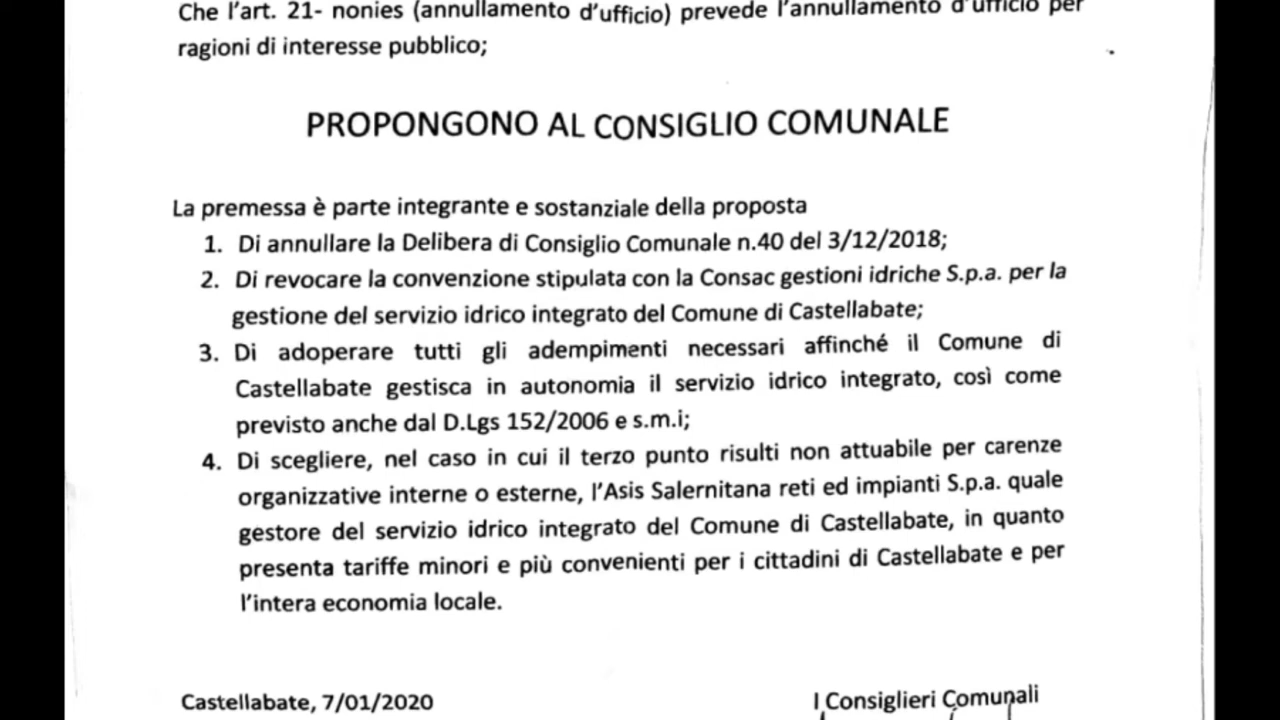 Che l'art. 21- nonies (annullamento d'ufficio) prevede l'annullamento d'ufficio per
ragioni di interesse pubblico;
PROPONGONO AL CONSIGLIO COMUNALE
La premessa è parte integrante e sostanziale della proposta
1. Di annullare la Delibera di Consiglio Comunale n.40 del 3/12/2018;
2. Di revocare la convenzione stipulata con la Consac gestioni idriche S.p.a. per la
gestione del servizio idrico integrato del Comune di Castellabate;
3. Di adoperare tutti gli adempimenti necessari affinché il Comune di
Castellabate gestisca in autonomia il servizio idrico integrato, così come
previsto anche dal D.Lgs 152/2006 e s.m.i;
4. Di scegliere, nel caso in cui il terzo punto risulti non attuabile per carenze
organizzative interne o esterne, l'Asis Salernitana reti ed impianti S.p.a. quale
gestore del servizio idrico integrato del Comune di Castellabate, in quanto
presenta tariffe minori e più convenienti per i cittadini di Castellabate e per
l'intera economia locale.
Castellabate, 7/01/2020 I Consiglieri Comunali